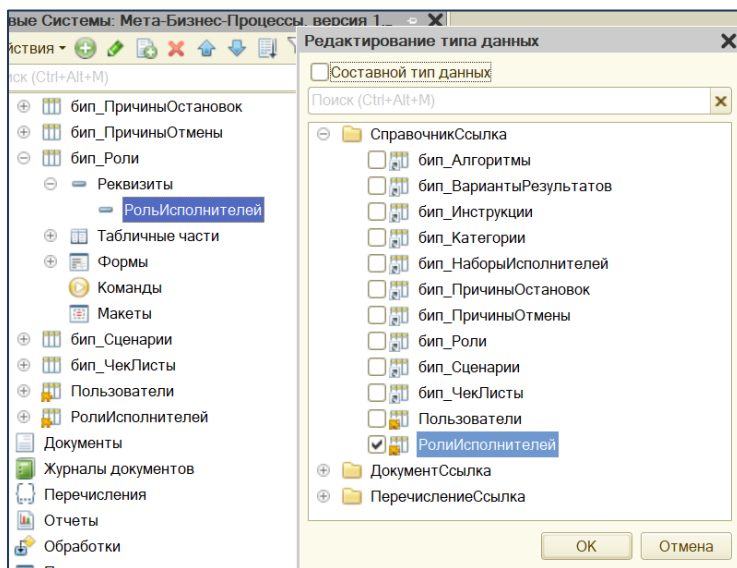 вые Системы: Мета-Бизнес-Процессы, версия 1...
йствия
иск (Ctrl+Alt+M)
бип_ПричиныОстановок
бип_ПричиныОтмены
бип_Роли
Реквизиты
РольИсполнителей
Табличные части
Формы
Команды
Макеты
бип_Сценарии
бип_ЧекЛисты
Пользователи
РолиИсполнителей
Документы
Журналы документов
Перечисления
Отчеты
Обработки
Редактирование типа данных
Составной тип данных
Поиск (Ctrl+Alt+M)
СправочникСсылка
бип_Алгоритмы
бип_ВариантыРезультатов
бип_Инструкции
бип_Категории
бип_НаборыИсполнителей
бип_ПричиныОстановок
бип_ПричиныОтмены
бип_Роли
бип_Сценарии
бип_ЧекЛисты
Пользователи
РолиИсполнителей
ДокументСсылка
ПеречислениеСсылка
ОК
Отмена